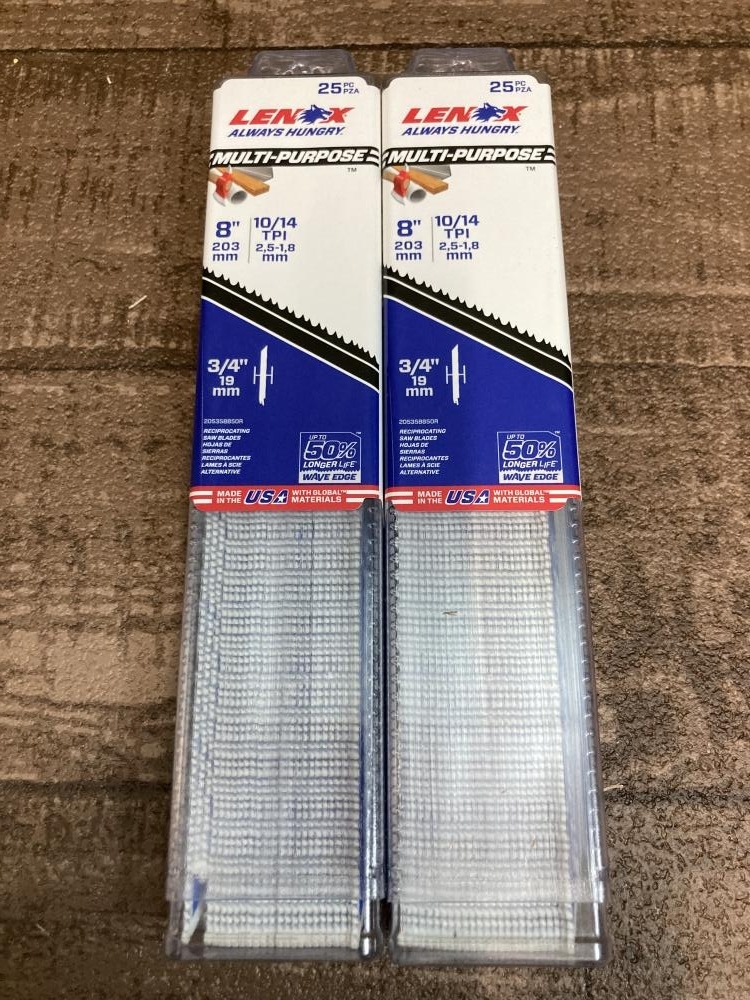 25 PC
PZA
LENOX
ALWAYS HUNGRY.
MULTI-PURPOSE
TM
8"
203
mm
10/14
TPI
2,5-1,8
mm
3/4"
19
mm
20535B850R
RECIPROCATING
SAW BLADES
HOJAS DE
SIERRAS
RECIPROCANTES
LAMES À SCIE
ALTERNATIVE
UP TO
50%
LONGER LIFE
WAVE EDGE
MADE
IN THE
USA
WITH GLOBAL
MATERIALS
25 PC
PZA
LENOX
ALWAYS HUNGRY.
MULTI-PURPOSE
TM
8"
203
mm
10/14
TPI
2,5-1,8
mm
3/4"
19
mm
20535B850R
RECIPROCATING
SAW BLADES
HOJAS DE
SIERRAS
RECIPROCANTES
LAMES À SCIE
ALTERNATIVE
UP TO
50%
LONGER LIFE
WAVE EDGE
MADE
IN THE
USA
WITH GLOBAL
MATERIALS